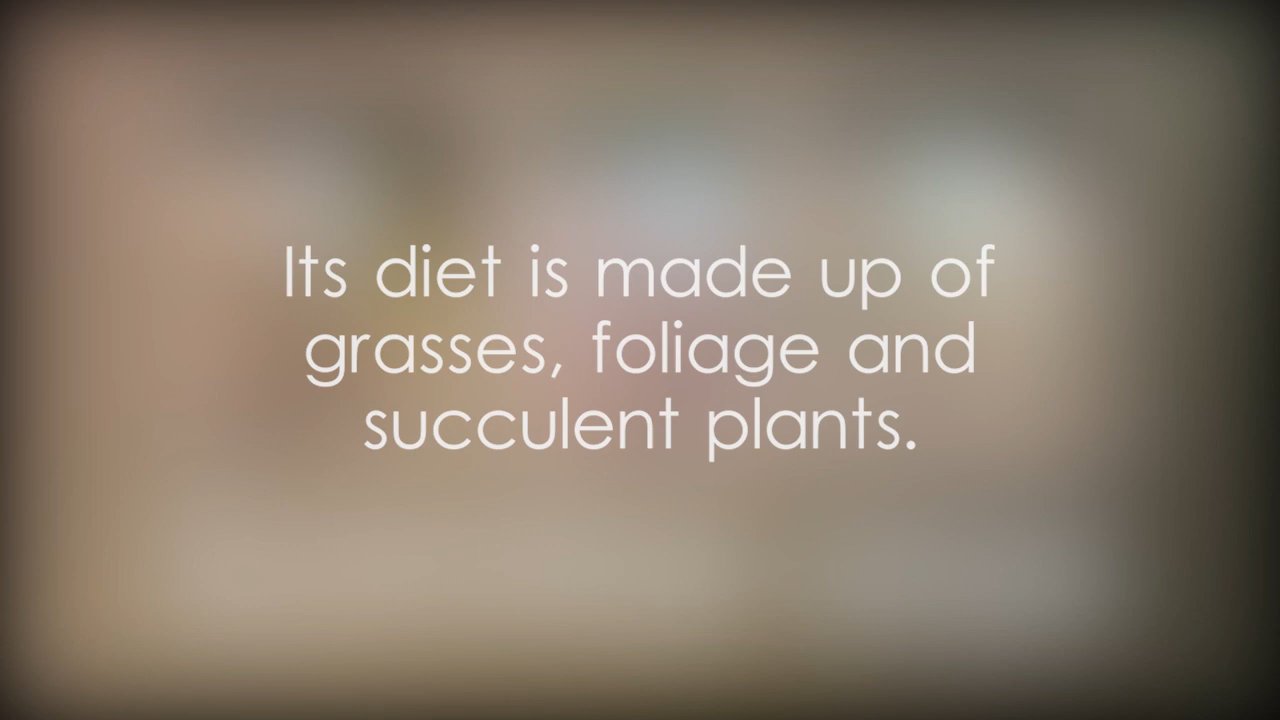 Its diet is made up of
grasses, foliage and
succulent plants.